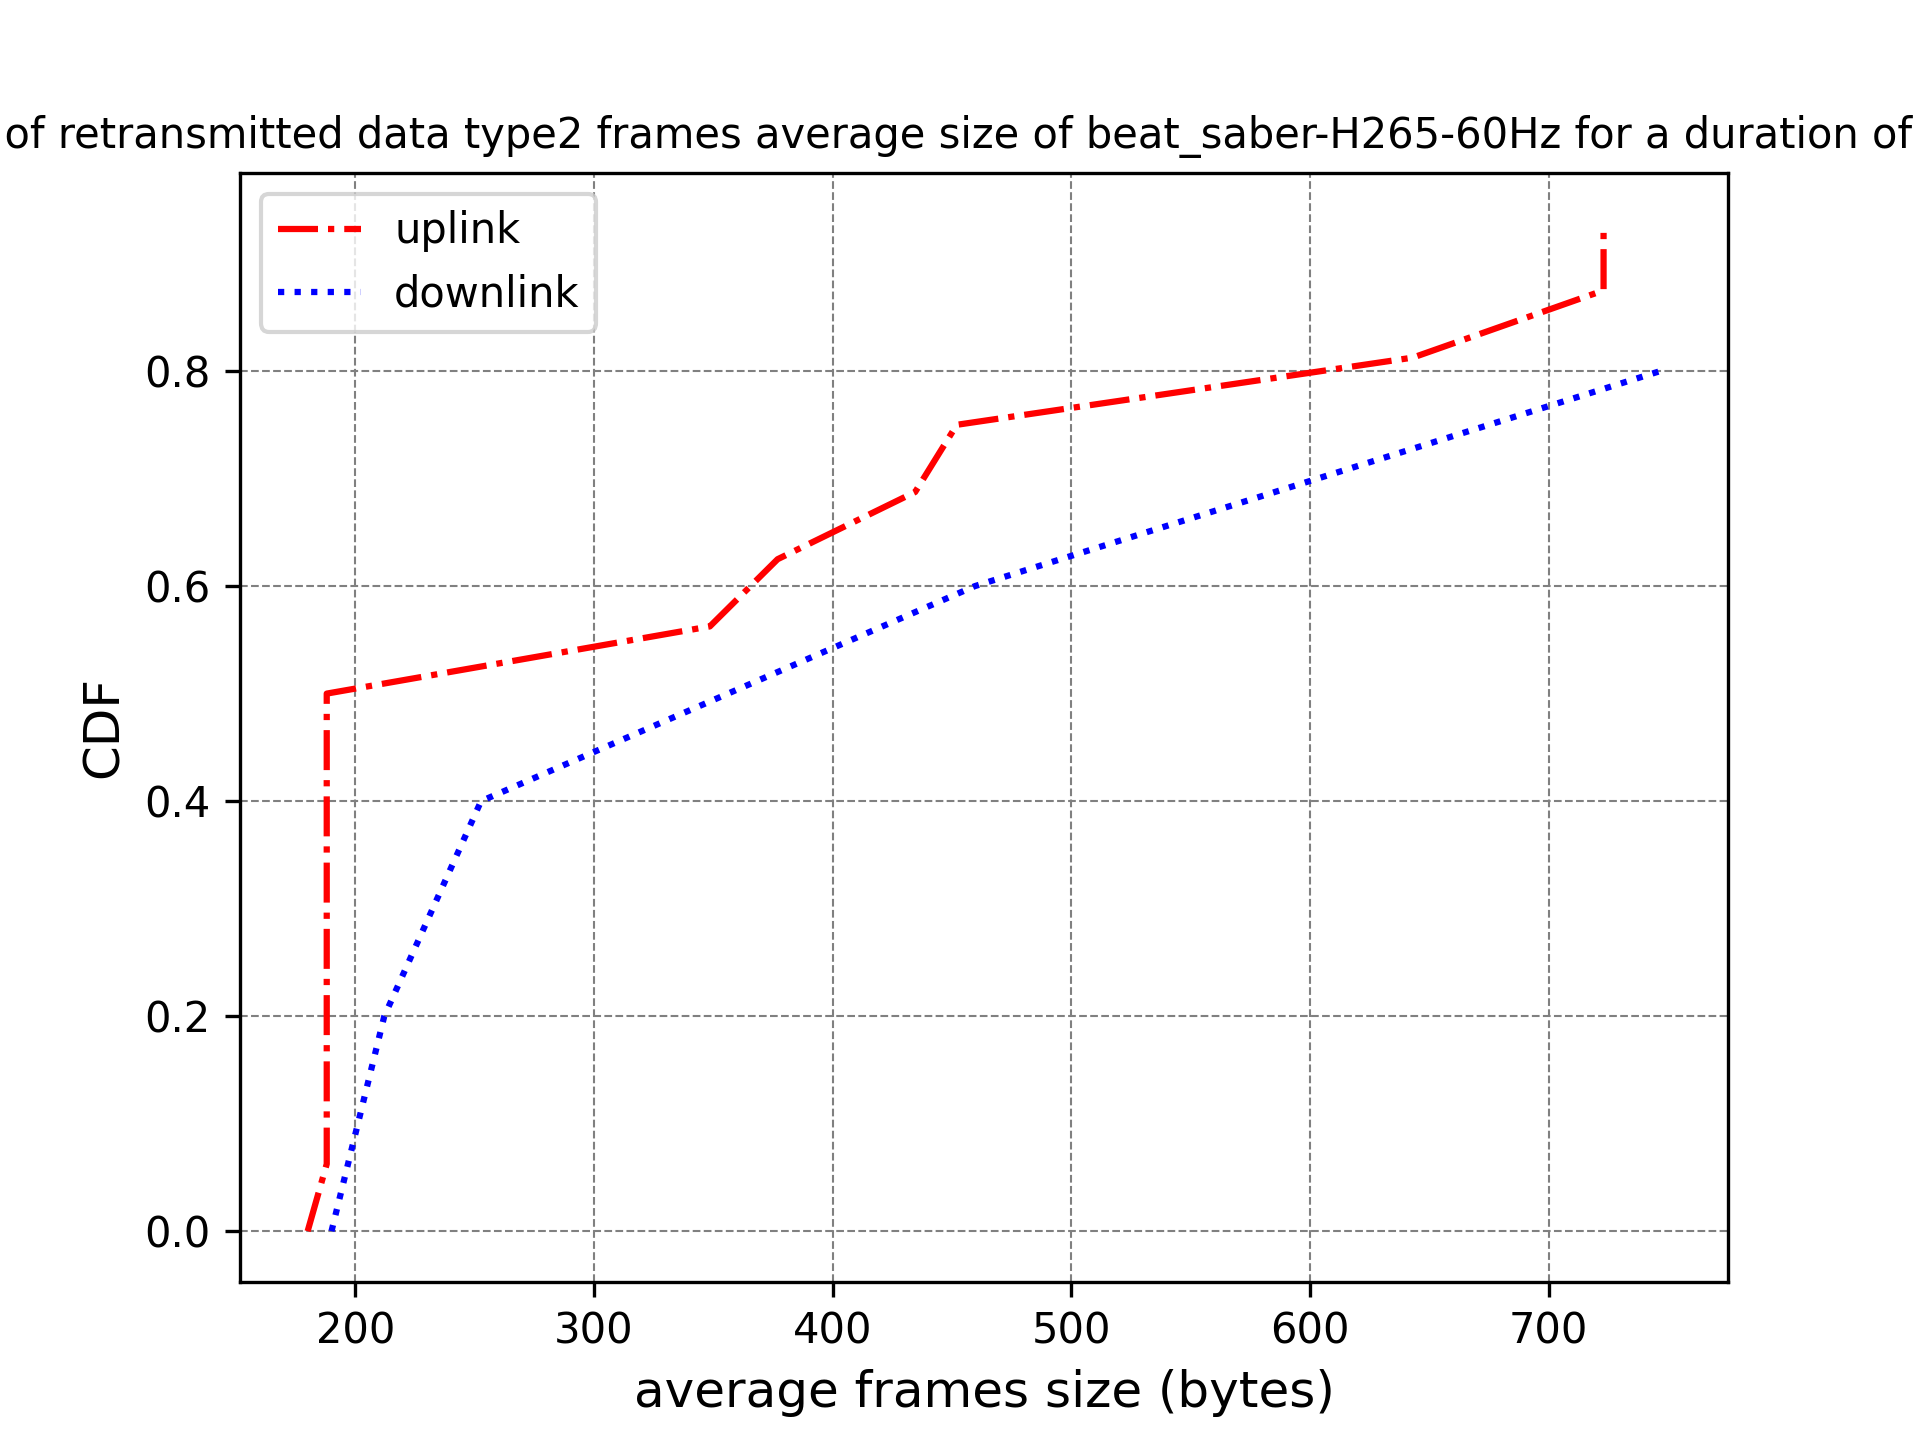 of retransmitted data type2 frames average size of beat_saber-H265-60Hz for a duration of
uplink
downlink
0.8
0.6
0.4
0.2
0.0
CDF
200 300 400 500 600 700
average frames size (bytes)